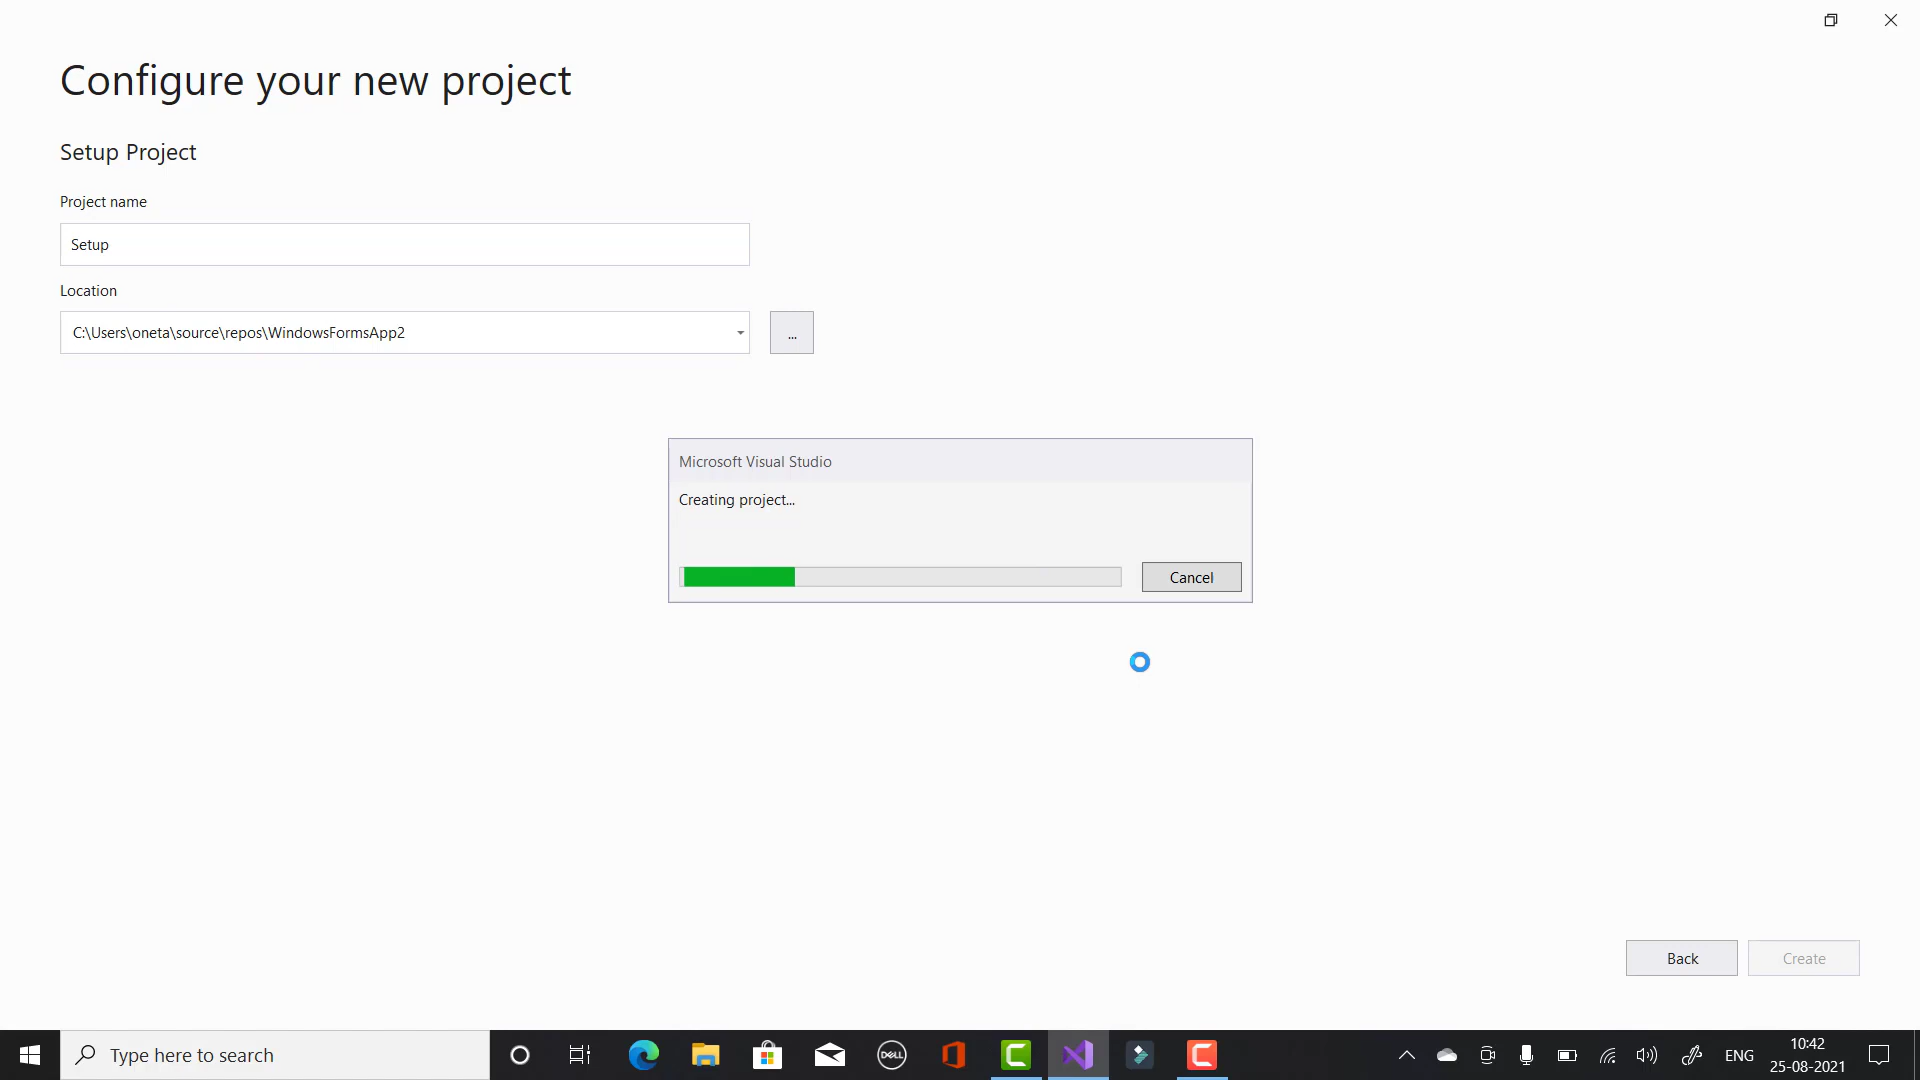 Configure your new project
Setup Project
Project name
Setup
Location
C:\Users\oneta\source\repos\WindowsFormsApp2
...
Microsoft Visual Studio
Creating project...
Cancel
Back
Create
Type here to search
DELL
ENG
10:42
25-08-2021